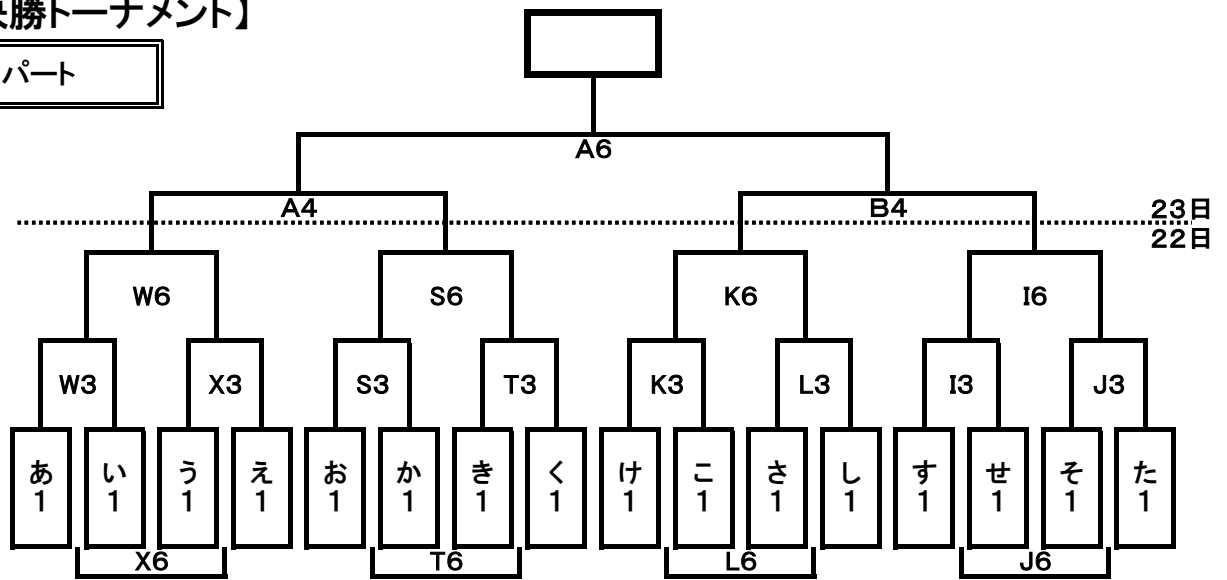 決勝トーナメント】
パート
A6
A4 B4 23日
22日
W6 S6 K6 I6
W3 X3 S3 T3 K3 L3 I3 J3
あ1 い1 う1 え1 お1 か1 き1 く1 け1 こ1 さ1 し1 す1 せ1 そ1 た1
X6 T6 L6 J6